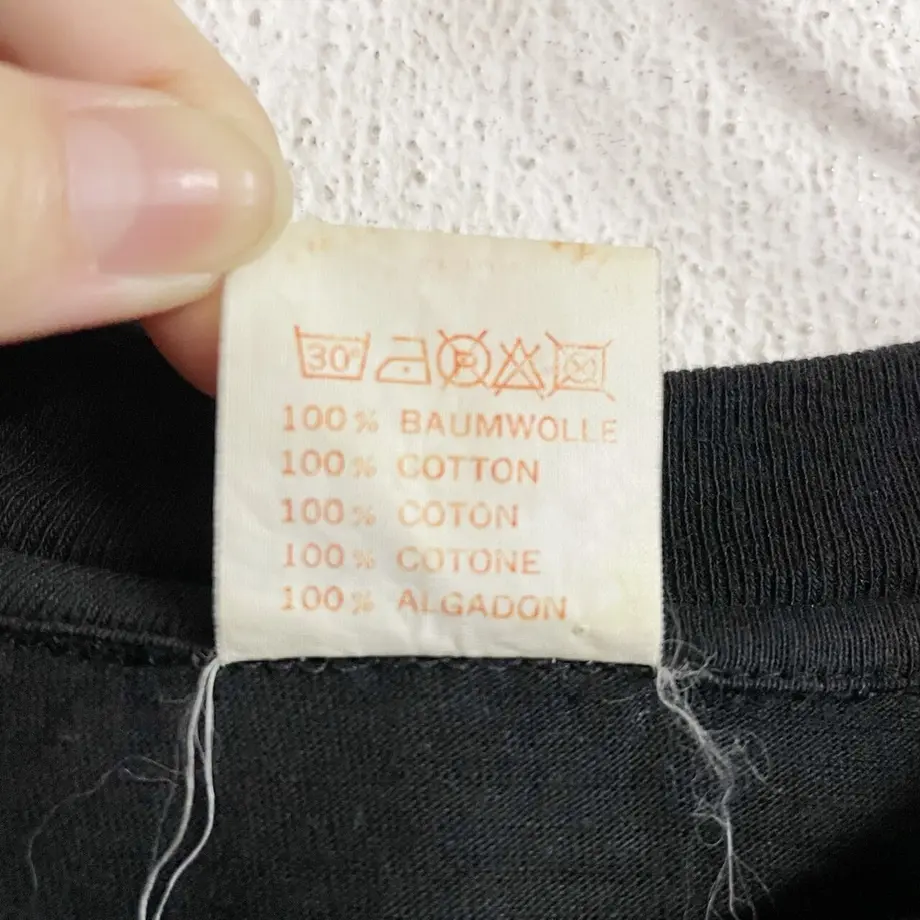 30°
P
100% BAUMWOLLE
100% COTTON
100% COTON
100% COTONE
100% ALGADON